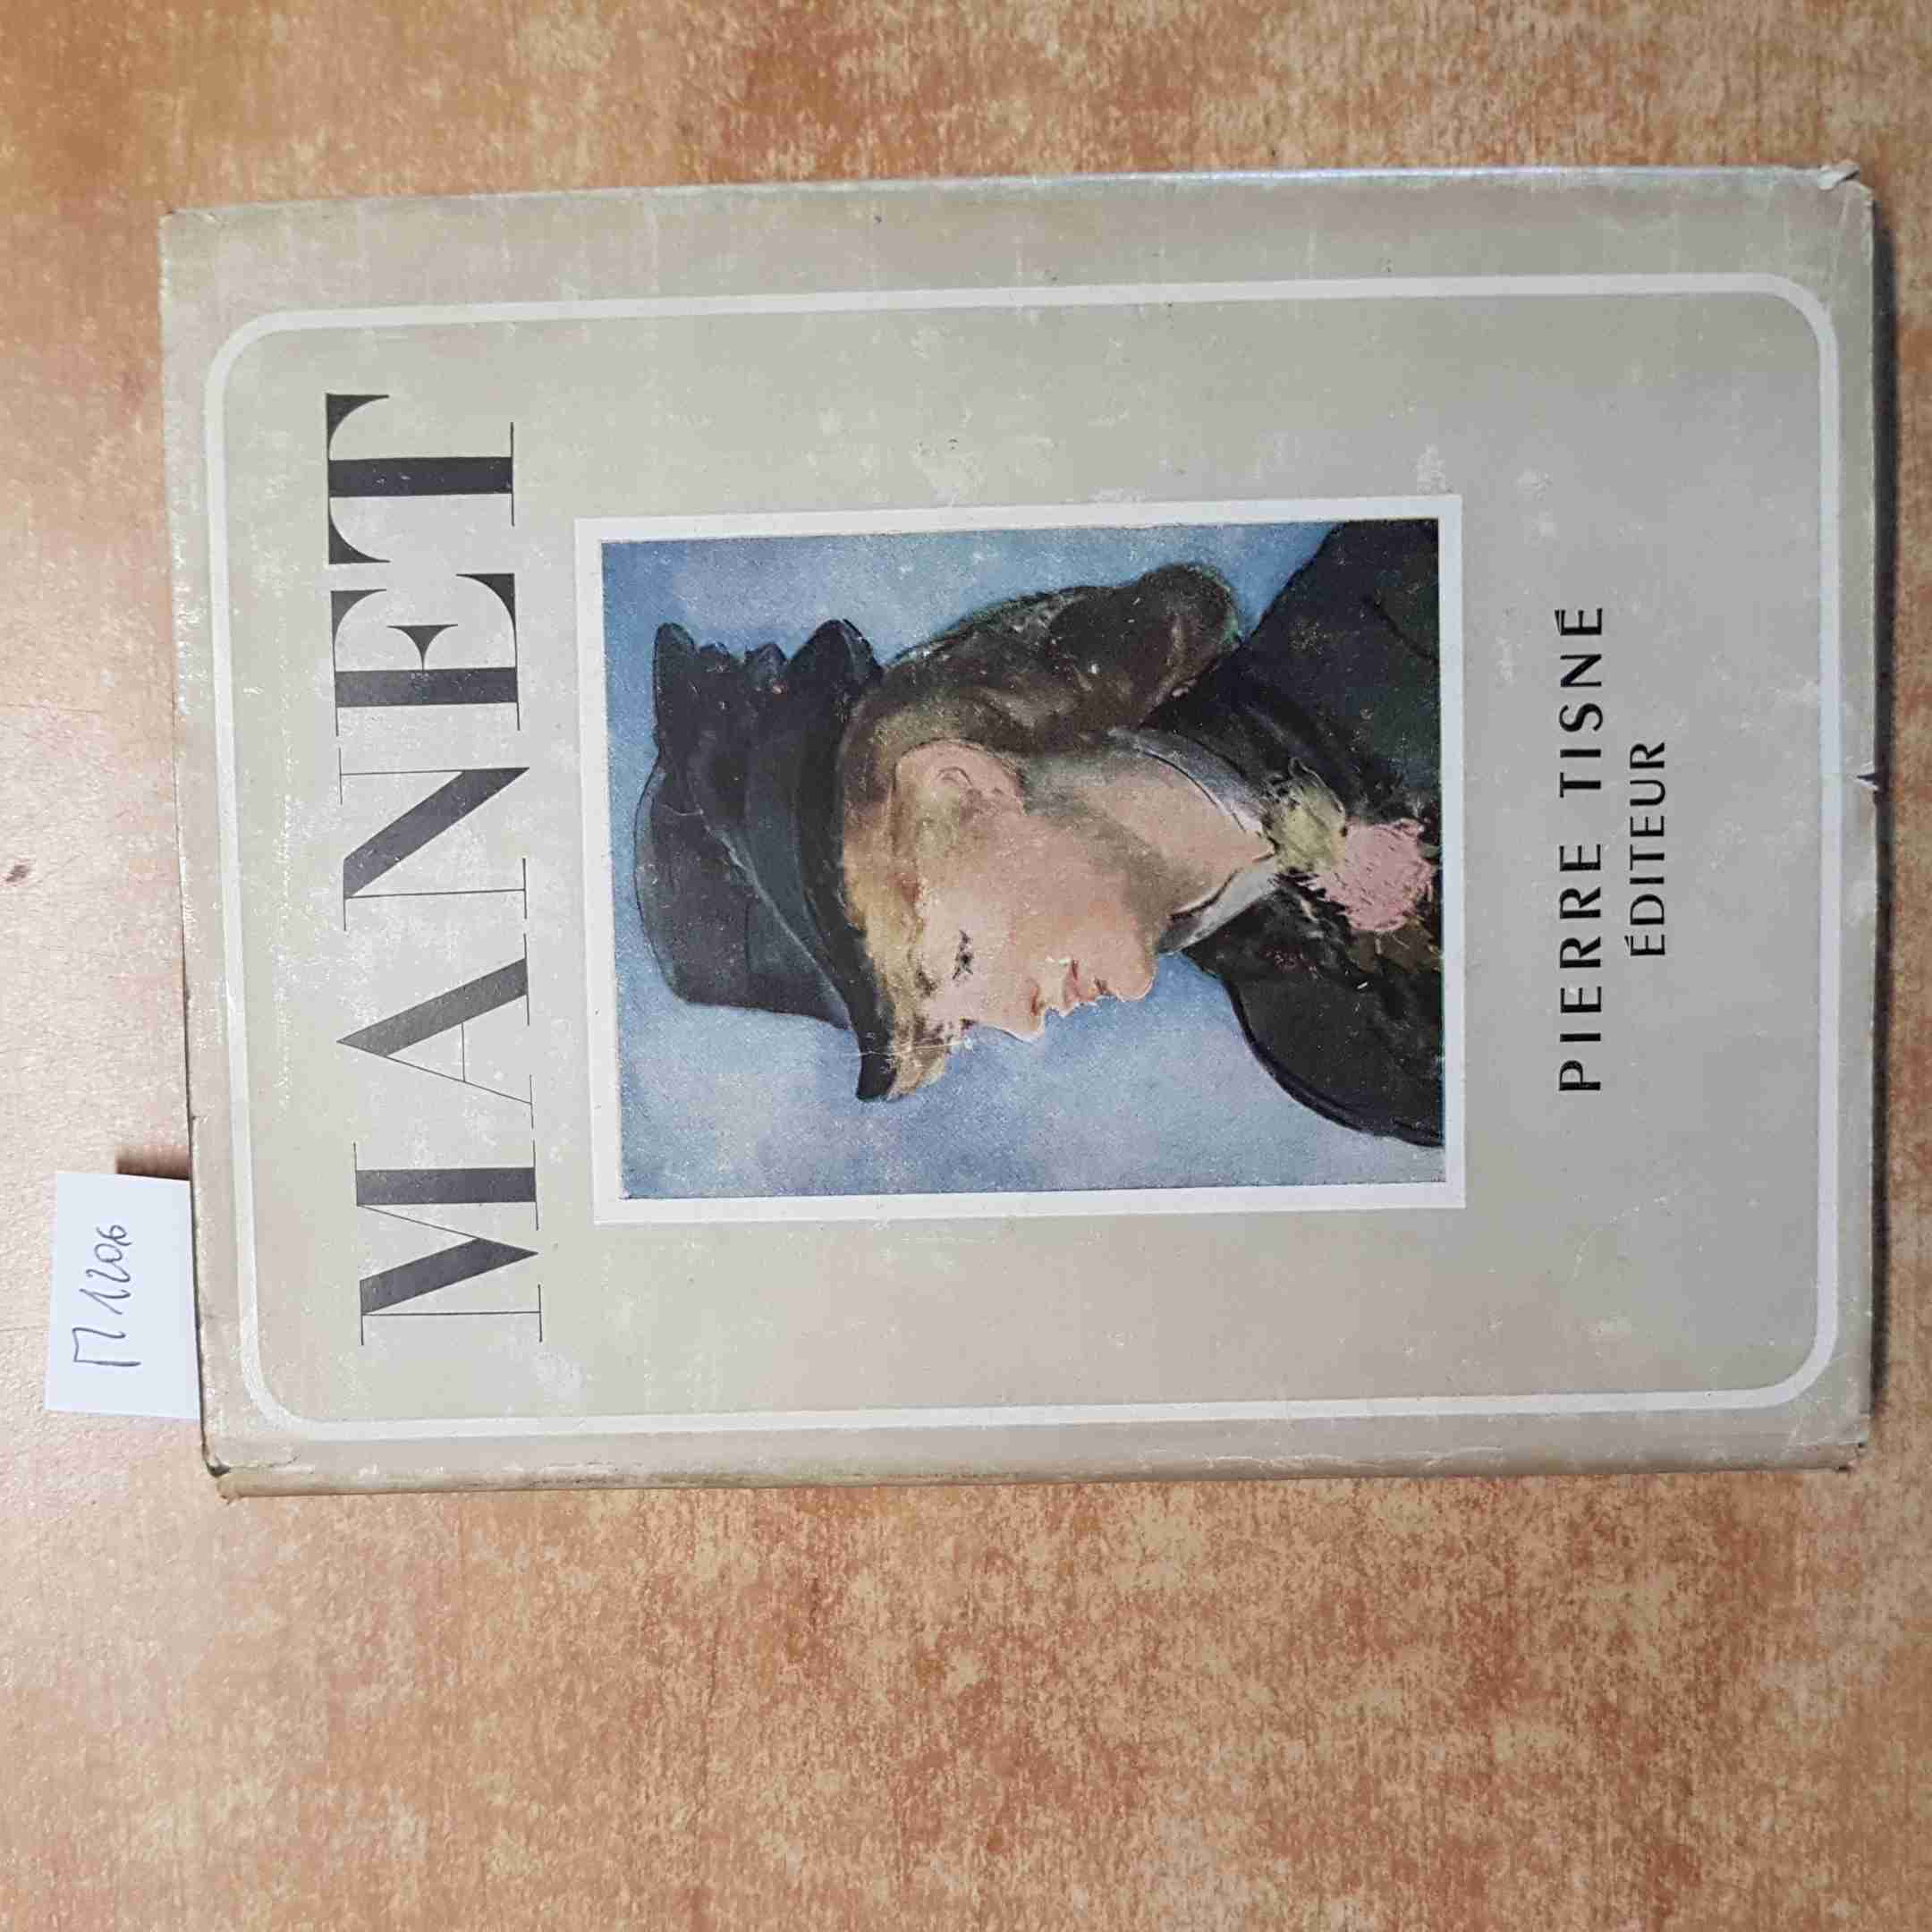 M 1206
MANET
PIERRE TISNÉ
ÉDITEUR